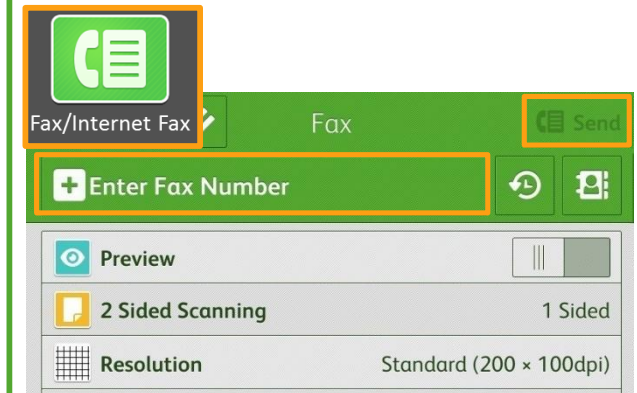 Fax/Internet Fax
Fax
Send
Enter Fax Number
Preview
2 Sided Scanning 1 Sided
Resolution Standard (200 × 100dpi)